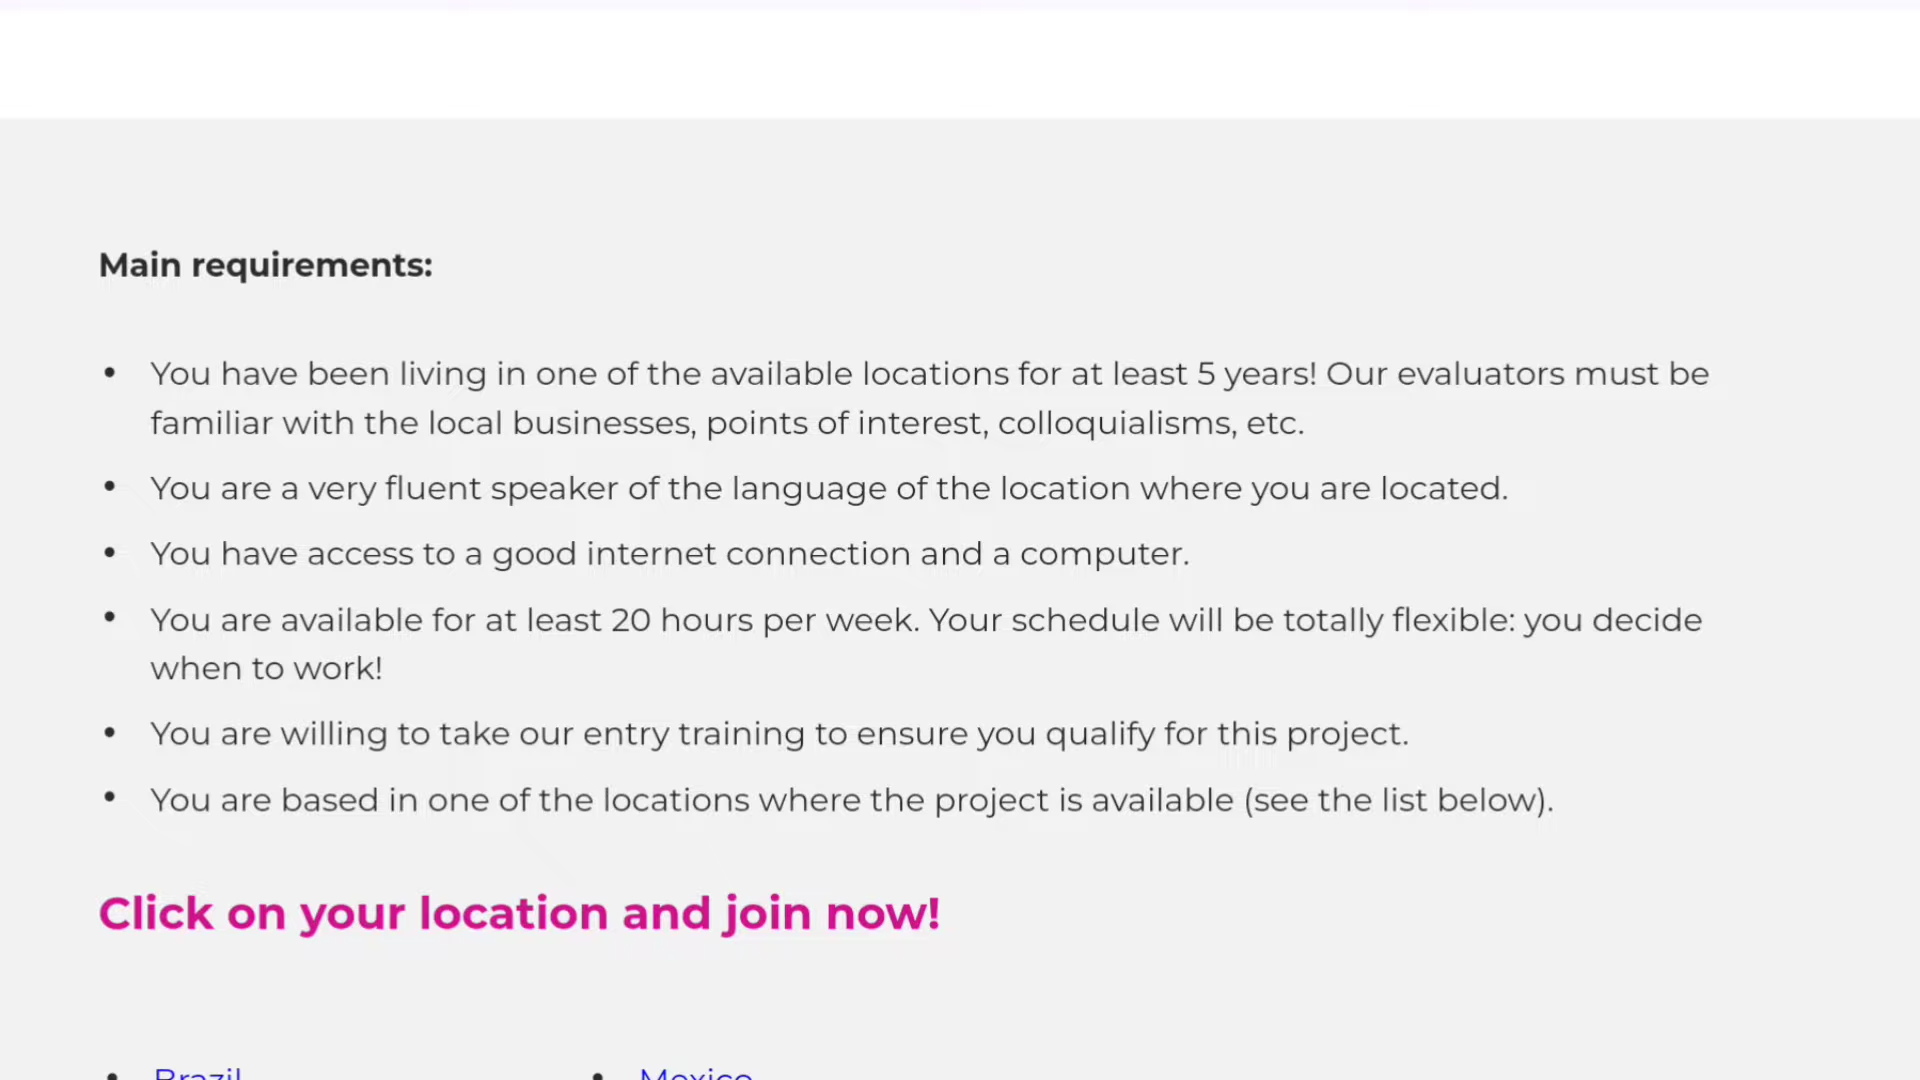 Main requirements:
• You have been living in one of the available locations for at least 5 years! Our evaluators must be
familiar with the local businesses, points of interest, colloquialisms, etc.
• You are a very fluent speaker of the language of the location where you are located.
• You have access to a good internet connection and a computer.
• You are available for at least 20 hours per week. Your schedule will be totally flexible: you decide
when to work!
• You are willing to take our entry training to ensure you qualify for this project.
• You are based in one of the locations where the project is available (see the list below).
Click on your location and join now!
• Brazil
• Mexico